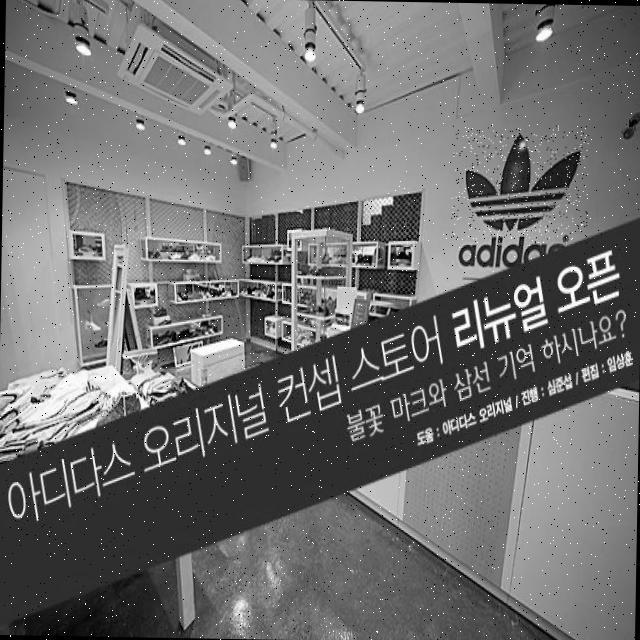 adidas
아디다스 오리지널 컨셉 스토어 리뉴얼 오픈
불꽃 마크와 삼선 기억 하시나요?
도움 : 아디다스 오리지널 / 진행 : 심준섭 / 편집 : 임상훈